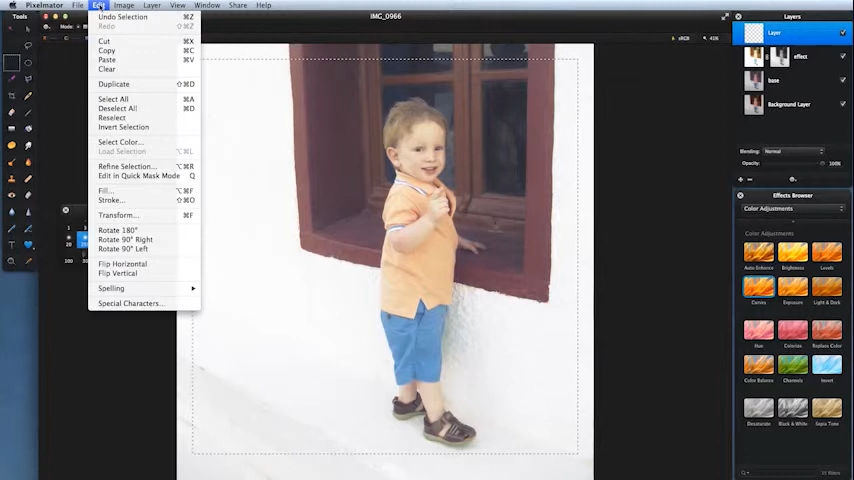 Pixelmator File Edit Image Layer View Window Share Help
Tools
IMG_0966
Mode:
sRGB 41%
Undo Selection ⌘Z
Redo ⇧⌘Z
Cut ⌘X
Copy ⌘C
Paste ⌘V
Clear
Duplicate ⇧⌘D
Select All ⌘A
Deselect All ⌘D
Reselect
Invert Selection
Select Color...
Load Selection ⌥⌘L
Refine Selection... ⌥⌘R
Edit in Quick Mask Mode Q
Fill... ⌥⌘F
Stroke... ⇧⌘O
Transform... ⌘F
Rotate 180°
Rotate 90° Right
Rotate 90° Left
Flip Horizontal
Flip Vertical
Spelling
Special Characters...
Layers
Layer
effect
base
Background Layer
Blending: Normal
Opacity: 100%
Effects Browser
Color Adjustments
Color Adjustments
Auto Enhance Brightness Levels
Curves Exposure Light & Dark
Hue Colorize Replace Color
Color Balance Channels Invert
Desaturate Black & White Sepia Tone